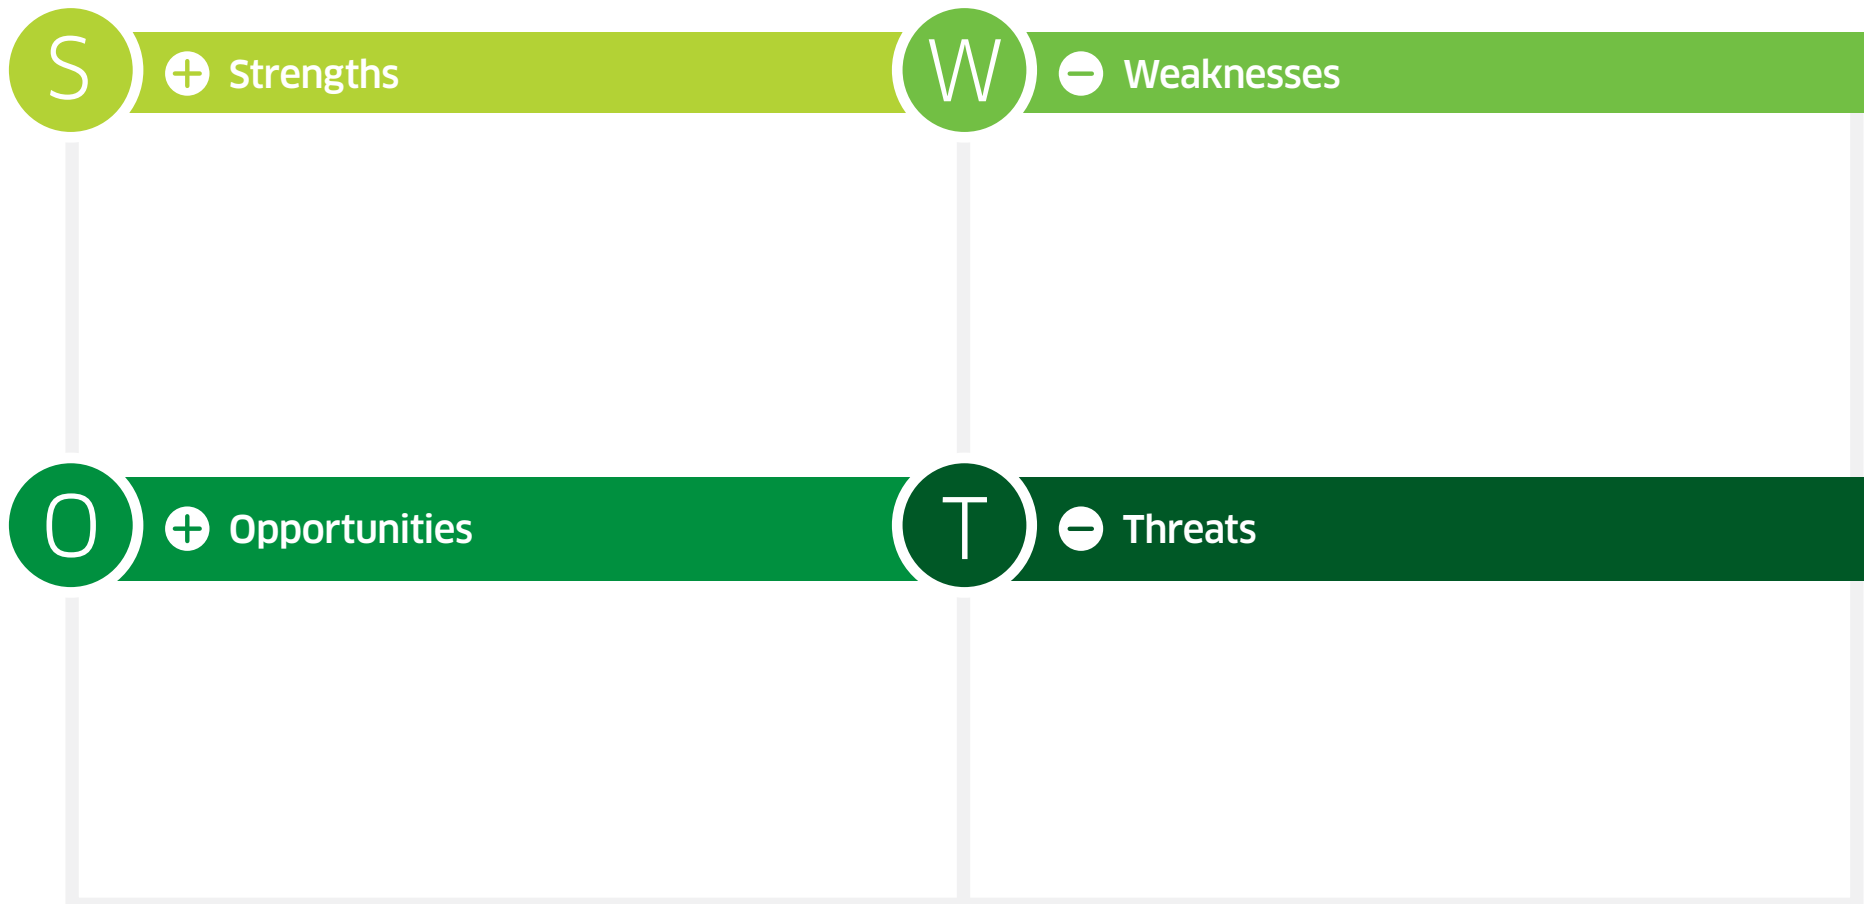 S
Strengths
W
Weaknesses
O
Opportunities
T
Threats